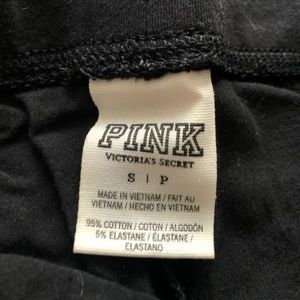 PINK
VICTORIA'S SECRET
S | P
MADE IN VIETNAM / FAIT AU
VIETNAM / HECHO EN VIETNAM
95% COTTON / COTON / ALGODÓN
5% ELASTANE / ÉLASTANE /
ELASTANO